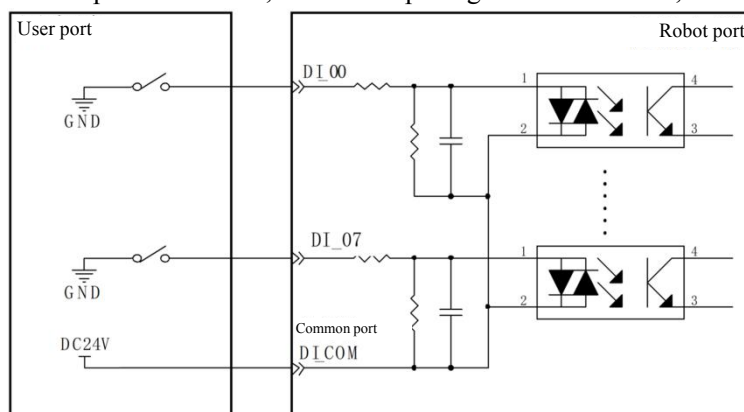 User port
Robot port
DI_00
1
4
GND
2
3
DI_07
1
4
GND
2
3
Common port
DC24V
DI_COM